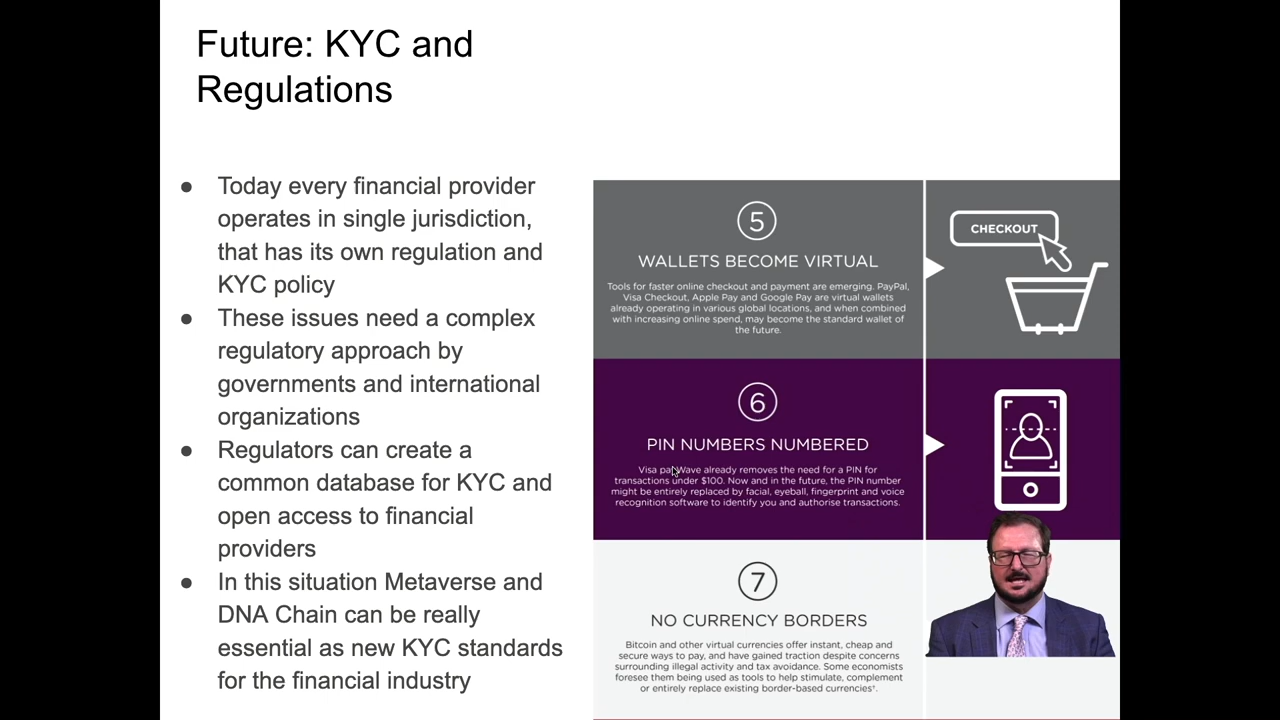 Future: KYC and
Regulations
● Today every financial provider
operates in single jurisdiction,
that has its own regulation and
KYC policy
● These issues need a complex
regulatory approach by
governments and international
organizations
● Regulators can create a
common database for KYC and
open access to financial
providers
● In this situation Metaverse and
DNA Chain can be really
essential as new KYC standards
for the financial industry
5
WALLETS BECOME VIRTUAL
Tools for faster online checkout and payment are emerging. PayPal,
Visa Checkout, Apple Pay and Google Pay are virtual wallets
already operating in various global locations, and when combined
with increasing online spend, may become the standard wallet of
the future.
CHECKOUT
6
PIN NUMBERS NUMBERED
Visa payWave already removes the need for a PIN for
transactions under $100. Now and in the future, the PIN number
might be entirely replaced by facial, eyeball, fingerprint and voice
recognition software to identify you and authorise transactions.
7
NO CURRENCY BORDERS
Bitcoin and other virtual currencies offer instant, cheap and
secure ways to pay, and have gained traction despite concerns
surrounding illegal activity and tax avoidance. Some economists
foresee them being used as tools to help stimulate, complement
or entirely replace existing border-based currencies¹.